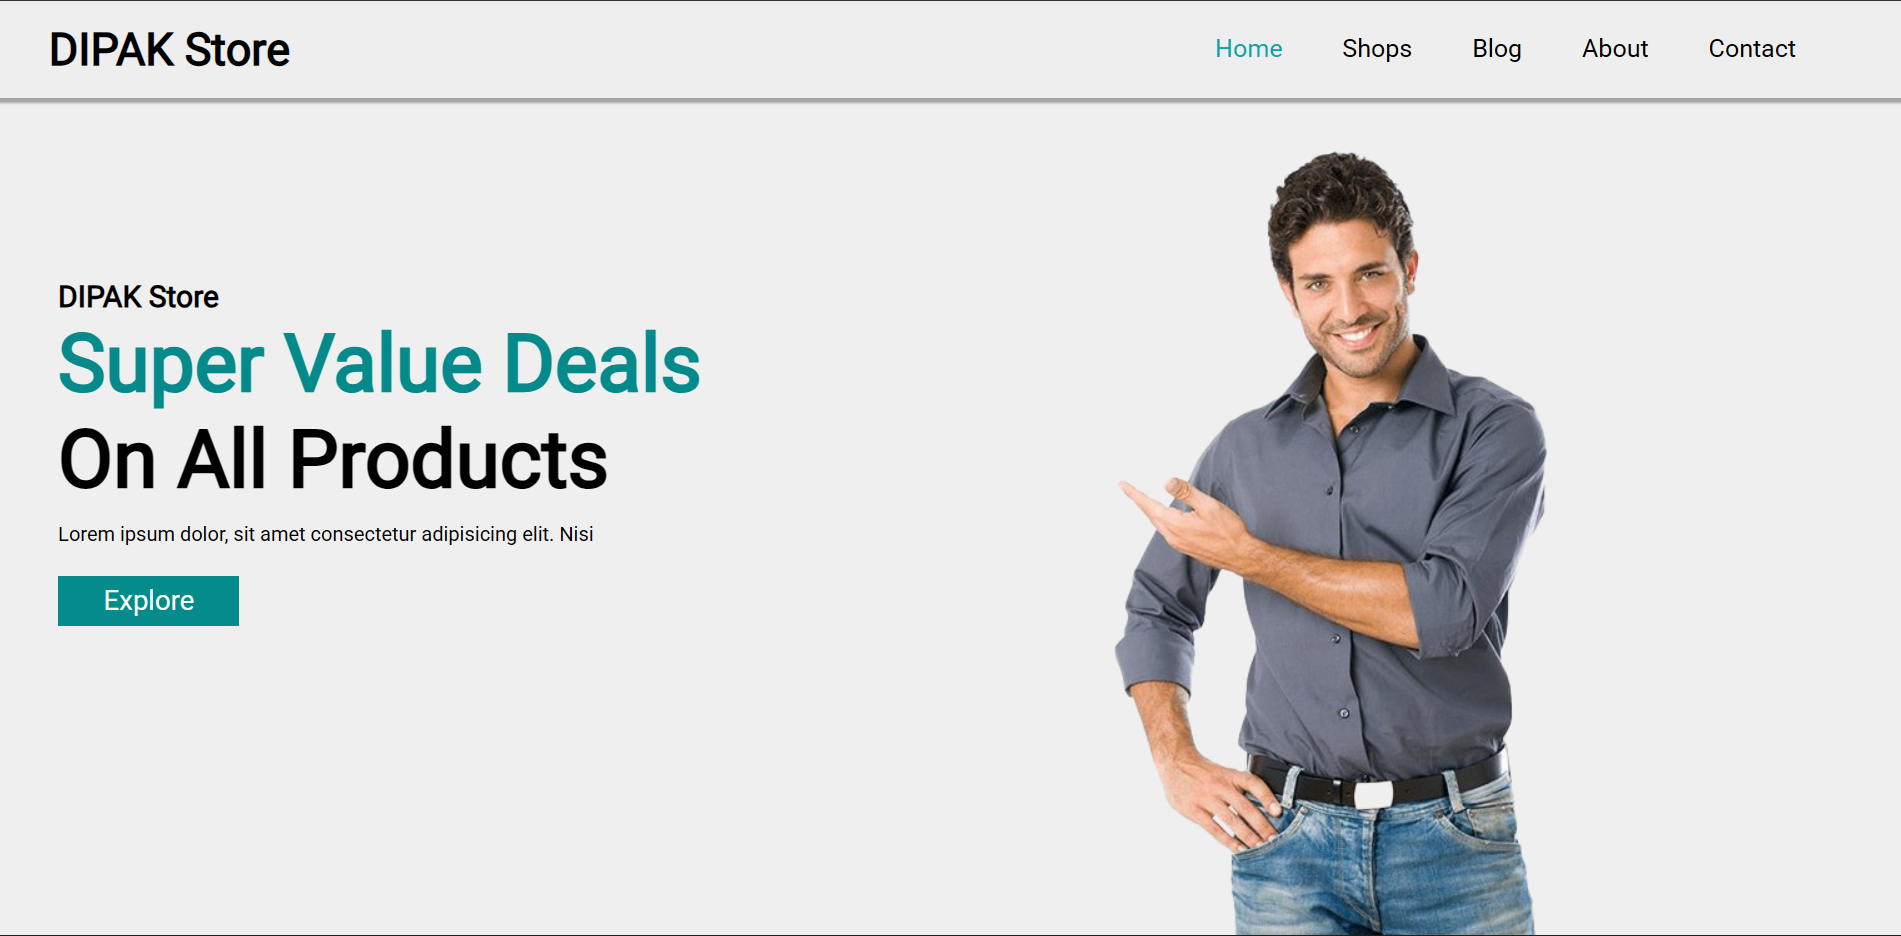 DIPAK Store
Home Shops Blog About Contact
DIPAK Store
Super Value Deals
On All Products
Lorem ipsum dolor, sit amet consectetur adipisicing elit. Nisi
Explore